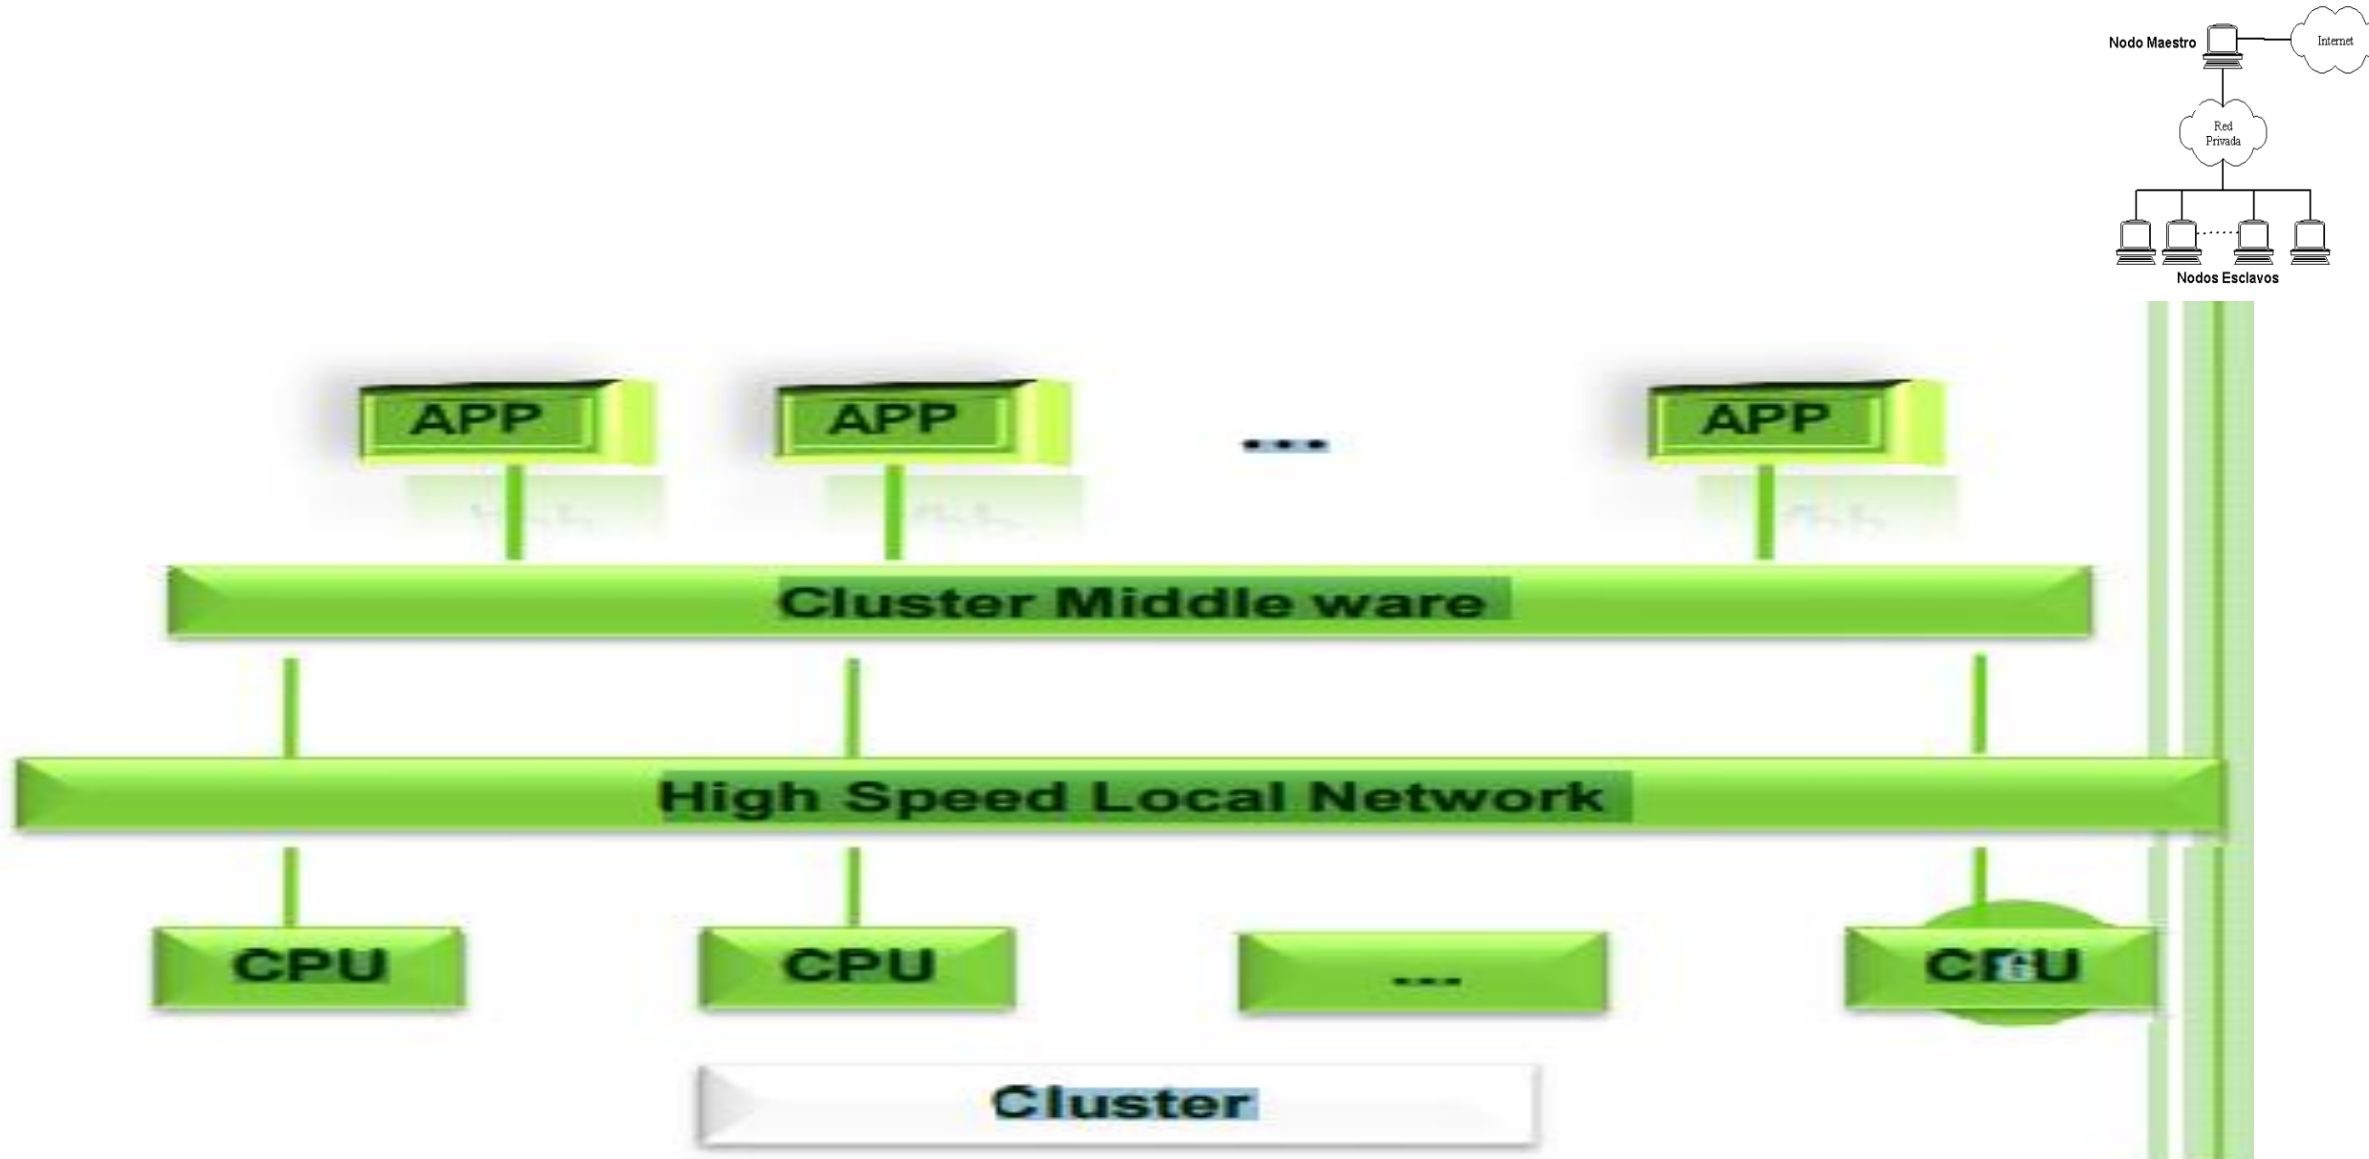 Nodo Maestro
Internet
Red
Privada
Nodos Esclavos
APP APP ... APP
Cluster Middle ware
High Speed Local Network
CPU CPU ... CPU
Cluster